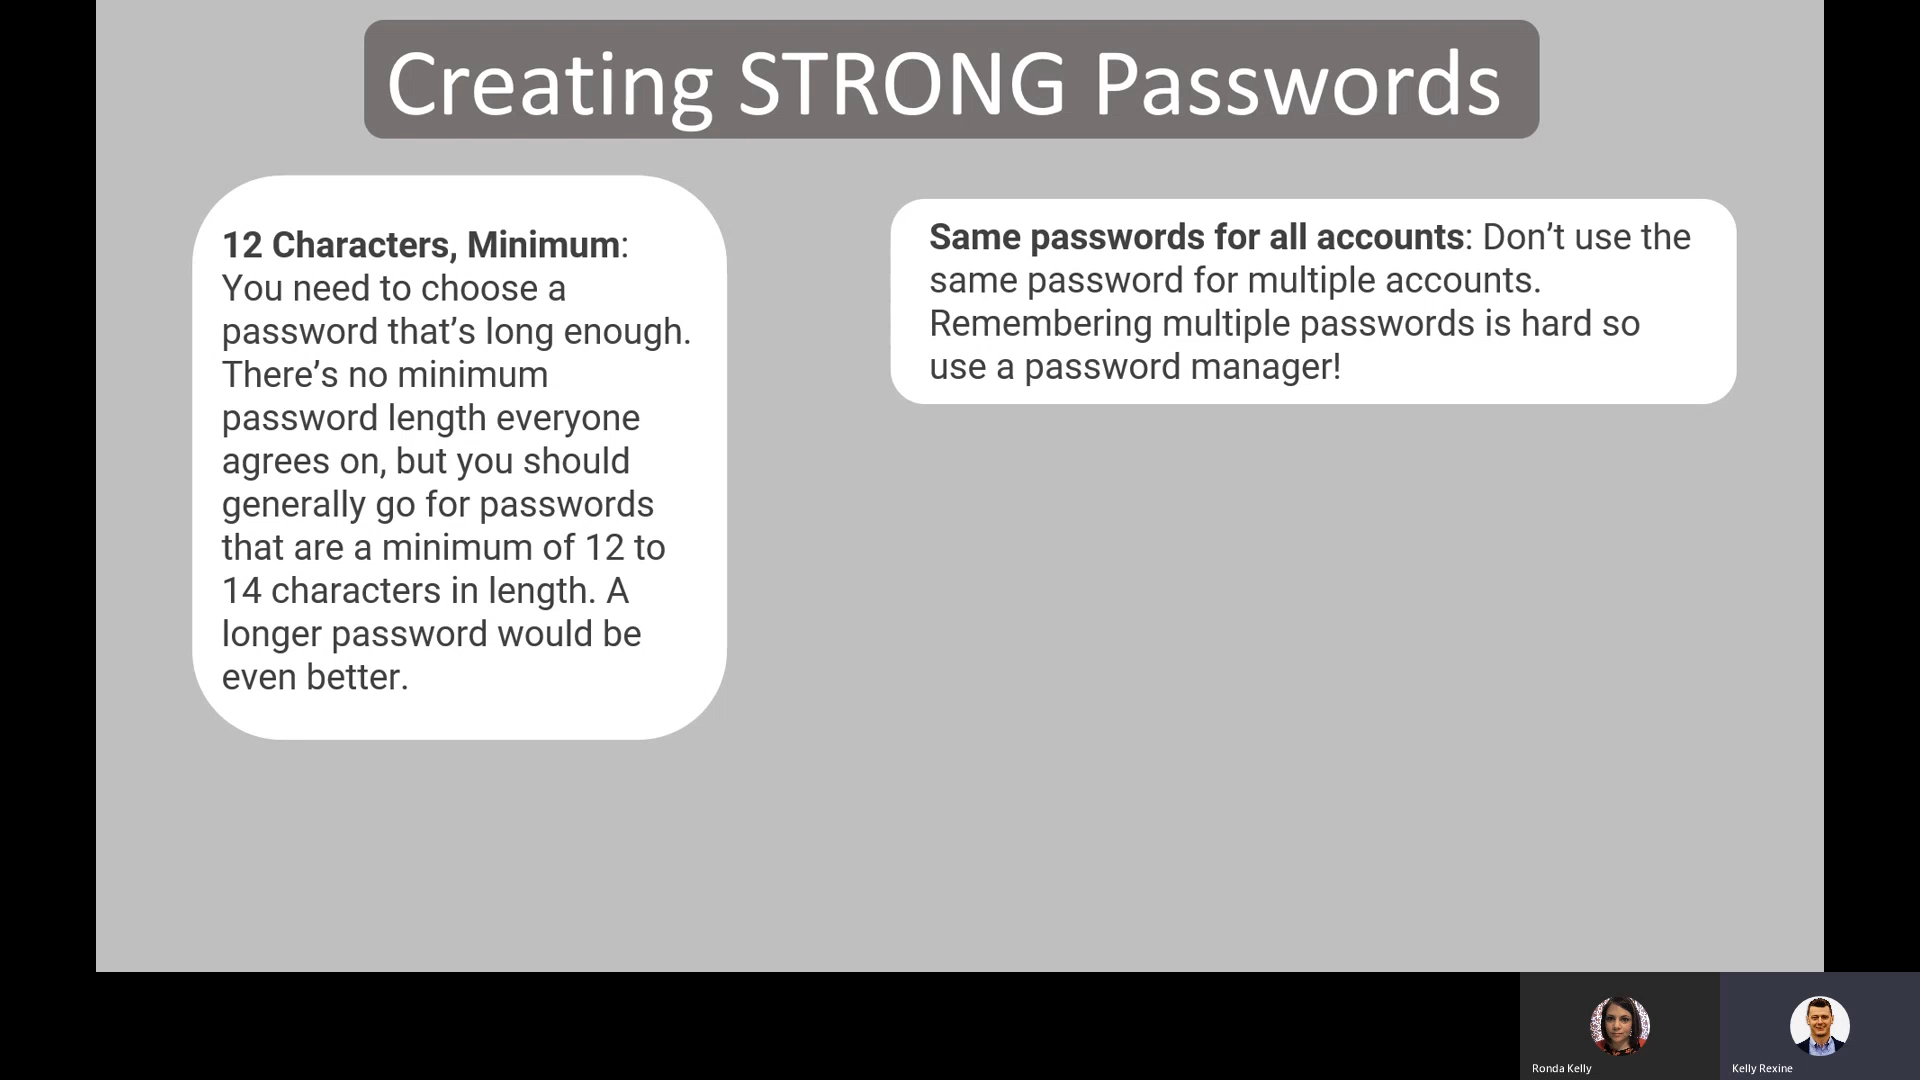 Creating STRONG Passwords
12 Characters, Minimum:
You need to choose a
password that’s long enough.
There’s no minimum
password length everyone
agrees on, but you should
generally go for passwords
that are a minimum of 12 to
14 characters in length. A
longer password would be
even better.
Same passwords for all accounts: Don’t use the
same password for multiple accounts.
Remembering multiple passwords is hard so
use a password manager!
Ronda Kelly
Kelly Rexine